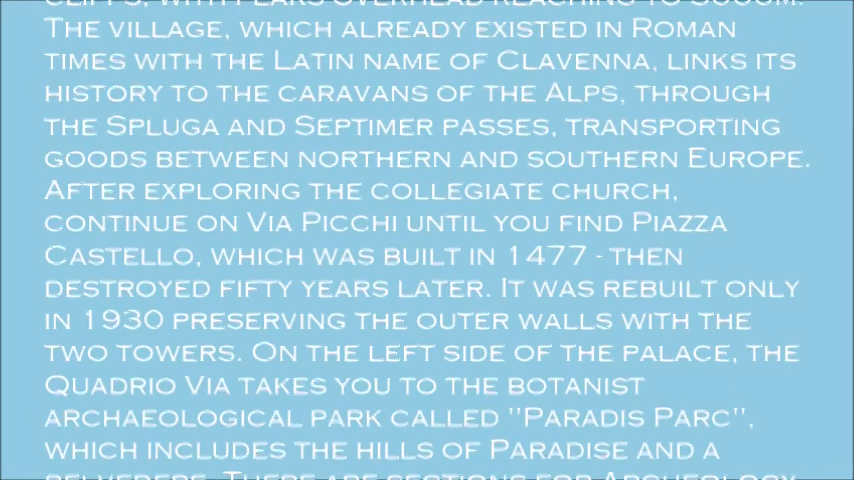 CLIFFS, WITH PEAKS OVERHEAD REACHING TO 3000M.
THE VILLAGE, WHICH ALREADY EXISTED IN ROMAN
TIMES WITH THE LATIN NAME OF CLAVENNA, LINKS ITS
HISTORY TO THE CARAVANS OF THE ALPS, THROUGH
THE SPLUGA AND SEPTIMER PASSES, TRANSPORTING
GOODS BETWEEN NORTHERN AND SOUTHERN EUROPE.
AFTER EXPLORING THE COLLEGIATE CHURCH,
CONTINUE ON VIA PICCHI UNTIL YOU FIND PIAZZA
CASTELLO, WHICH WAS BUILT IN 1477 - THEN
DESTROYED FIFTY YEARS LATER. IT WAS REBUILT ONLY
IN 1930 PRESERVING THE OUTER WALLS WITH THE
TWO TOWERS. ON THE LEFT SIDE OF THE PALACE, THE
QUADRIO VIA TAKES YOU TO THE BOTANIST
ARCHAEOLOGICAL PARK CALLED "PARADIS PARC",
WHICH INCLUDES THE HILLS OF PARADISE AND A
BELVEDERE. THERE ARE SECTIONS FOR ARCHEOLOGY,